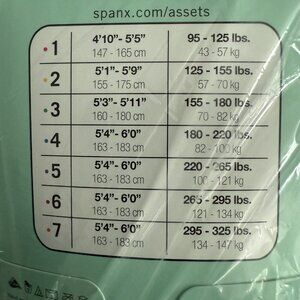 spanx.com/assets
1 4'10"- 5'5" 95 - 125 lbs.
147 - 165 cm 43 - 57 kg
2 5'1"- 5'9" 125 - 155 lbs.
155 - 175 cm 57 - 70 kg
3 5'3"- 5'11" 155 - 180 lbs.
160 - 180 cm 70 - 82 kg
4 5'4"- 6'0" 180 - 220 lbs.
163 - 183 cm 82 - 100 kg
5 5'4"- 6'0" 220 - 265 lbs.
163 - 183 cm 100 - 121 kg
6 5'4"- 6'0" 265 - 295 lbs.
163 - 183 cm 121 - 134 kg
7 5'4"- 6'0" 295 - 325 lbs.
163 - 183 cm 134 - 147 kg